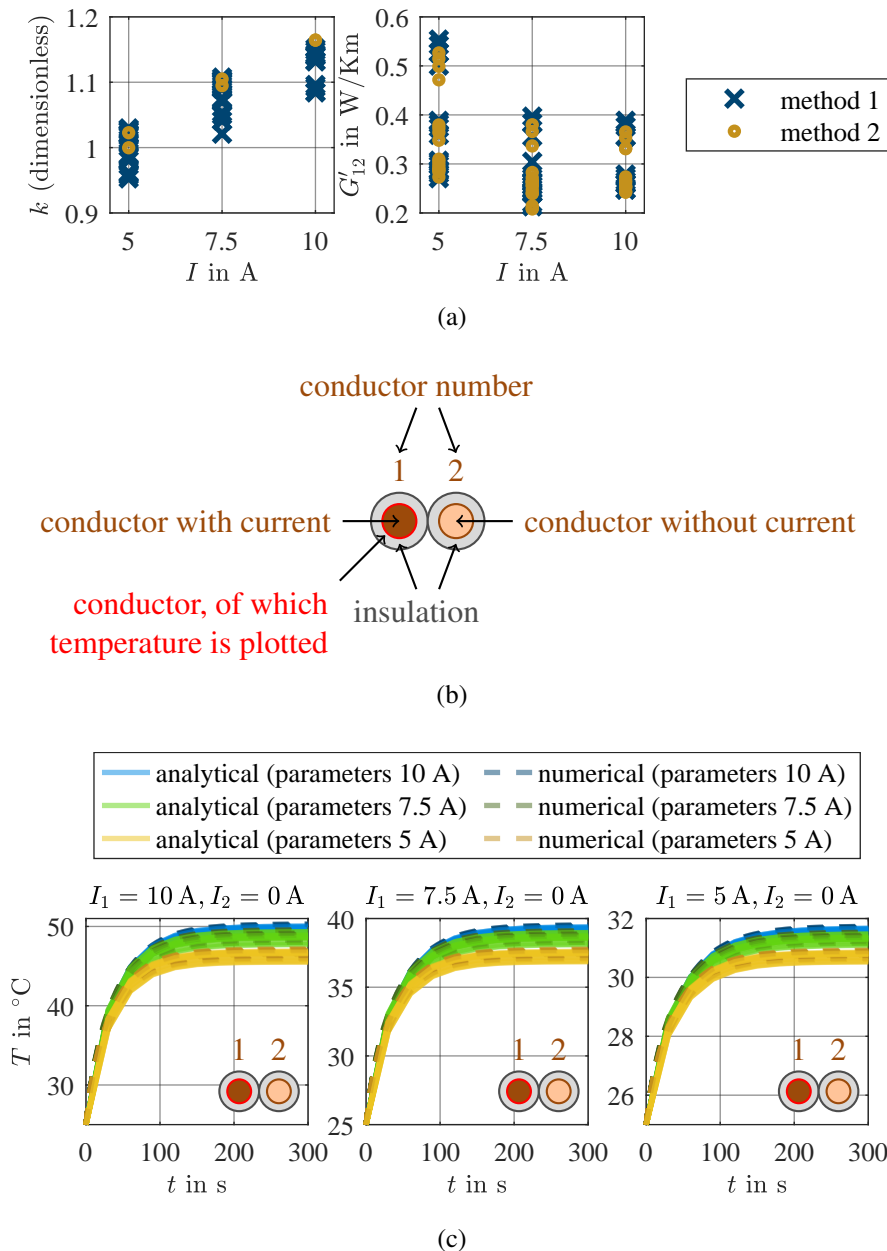 k (dimensionless)
1.2
1.1
1
0.9
5
7.5
10
I in A
G′12 in W/Km
0.6
0.5
0.4
0.3
0.2
5
7.5
10
I in A
method 1
method 2
(a)
conductor number
1 2
conductor with current
conductor without current
conductor, of which
temperature is plotted
insulation
(b)
analytical (parameters 10 A) numerical (parameters 10 A)
analytical (parameters 7.5 A) numerical (parameters 7.5 A)
analytical (parameters 5 A) numerical (parameters 5 A)
I1 = 10 A, I2 = 0 A
T in °C
50
40
30
1 2
0 100 200 300
t in s
I1 = 7.5 A, I2 = 0 A
40
35
30
25
1 2
0 100 200 300
t in s
I1 = 5 A, I2 = 0 A
32
30
28
26
1 2
0 100 200 300
t in s
(c)